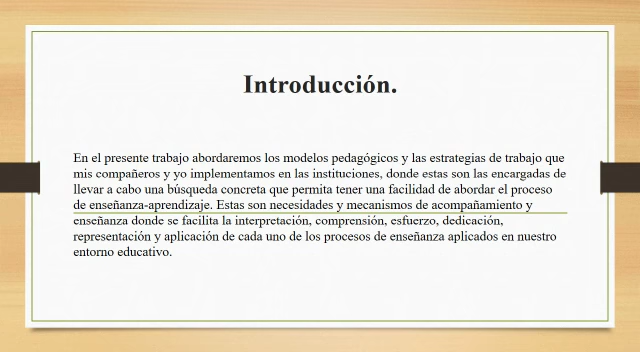 Introducción.
En el presente trabajo abordaremos los modelos pedagógicos y las estrategias de trabajo que
mis compañeros y yo implementamos en las instituciones, donde estas son las encargadas de
llevar a cabo una búsqueda concreta que permita tener una facilidad de abordar el proceso
de enseñanza-aprendizaje. Estas son necesidades y mecanismos de acompañamiento y
enseñanza donde se facilita la interpretación, comprensión, esfuerzo, dedicación,
representación y aplicación de cada uno de los procesos de enseñanza aplicados en nuestro
entorno educativo.